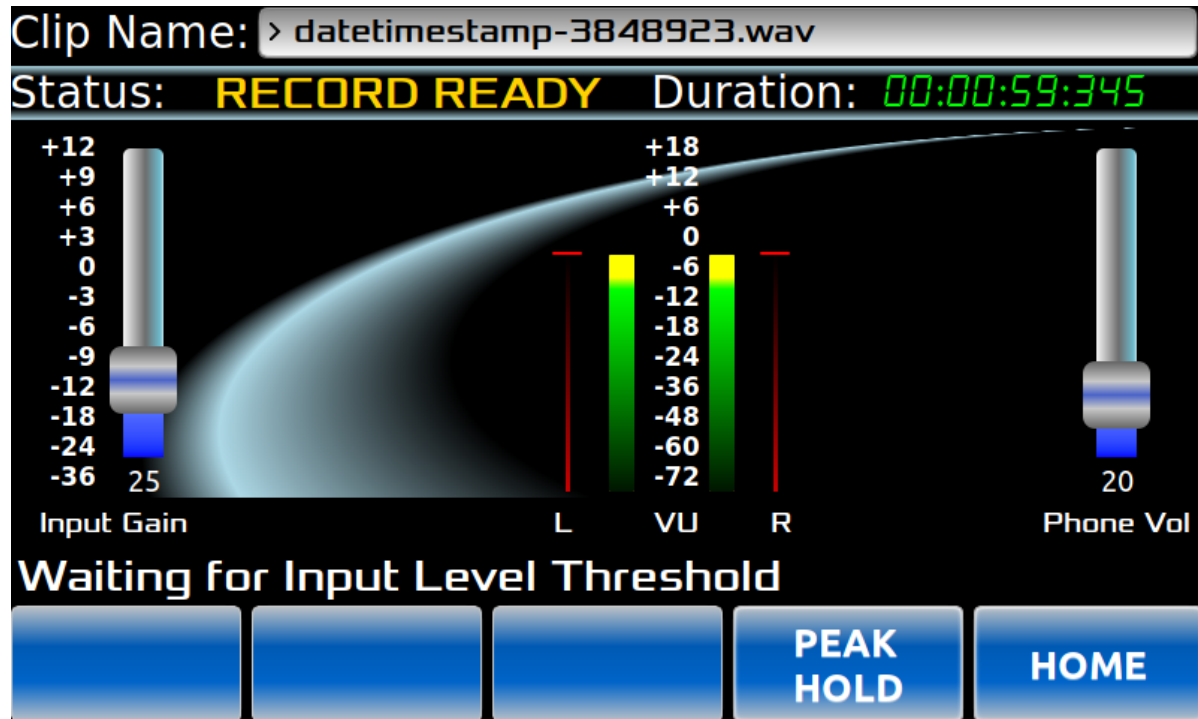 Clip Name: > datetimestamp-3848923.wav
Status: RECORD READY Duration: 00:00:59:345
+12 +18
+9 +12
+6 +6
+3 0
0 -6
-3 -12
-6 -18
-9 -24
-12 -36
-18 -48
-24 -60
-36 -72
25 20
Input Gain L VU R Phone Vol
Waiting for Input Level Threshold
PEAK
HOLD
HOME